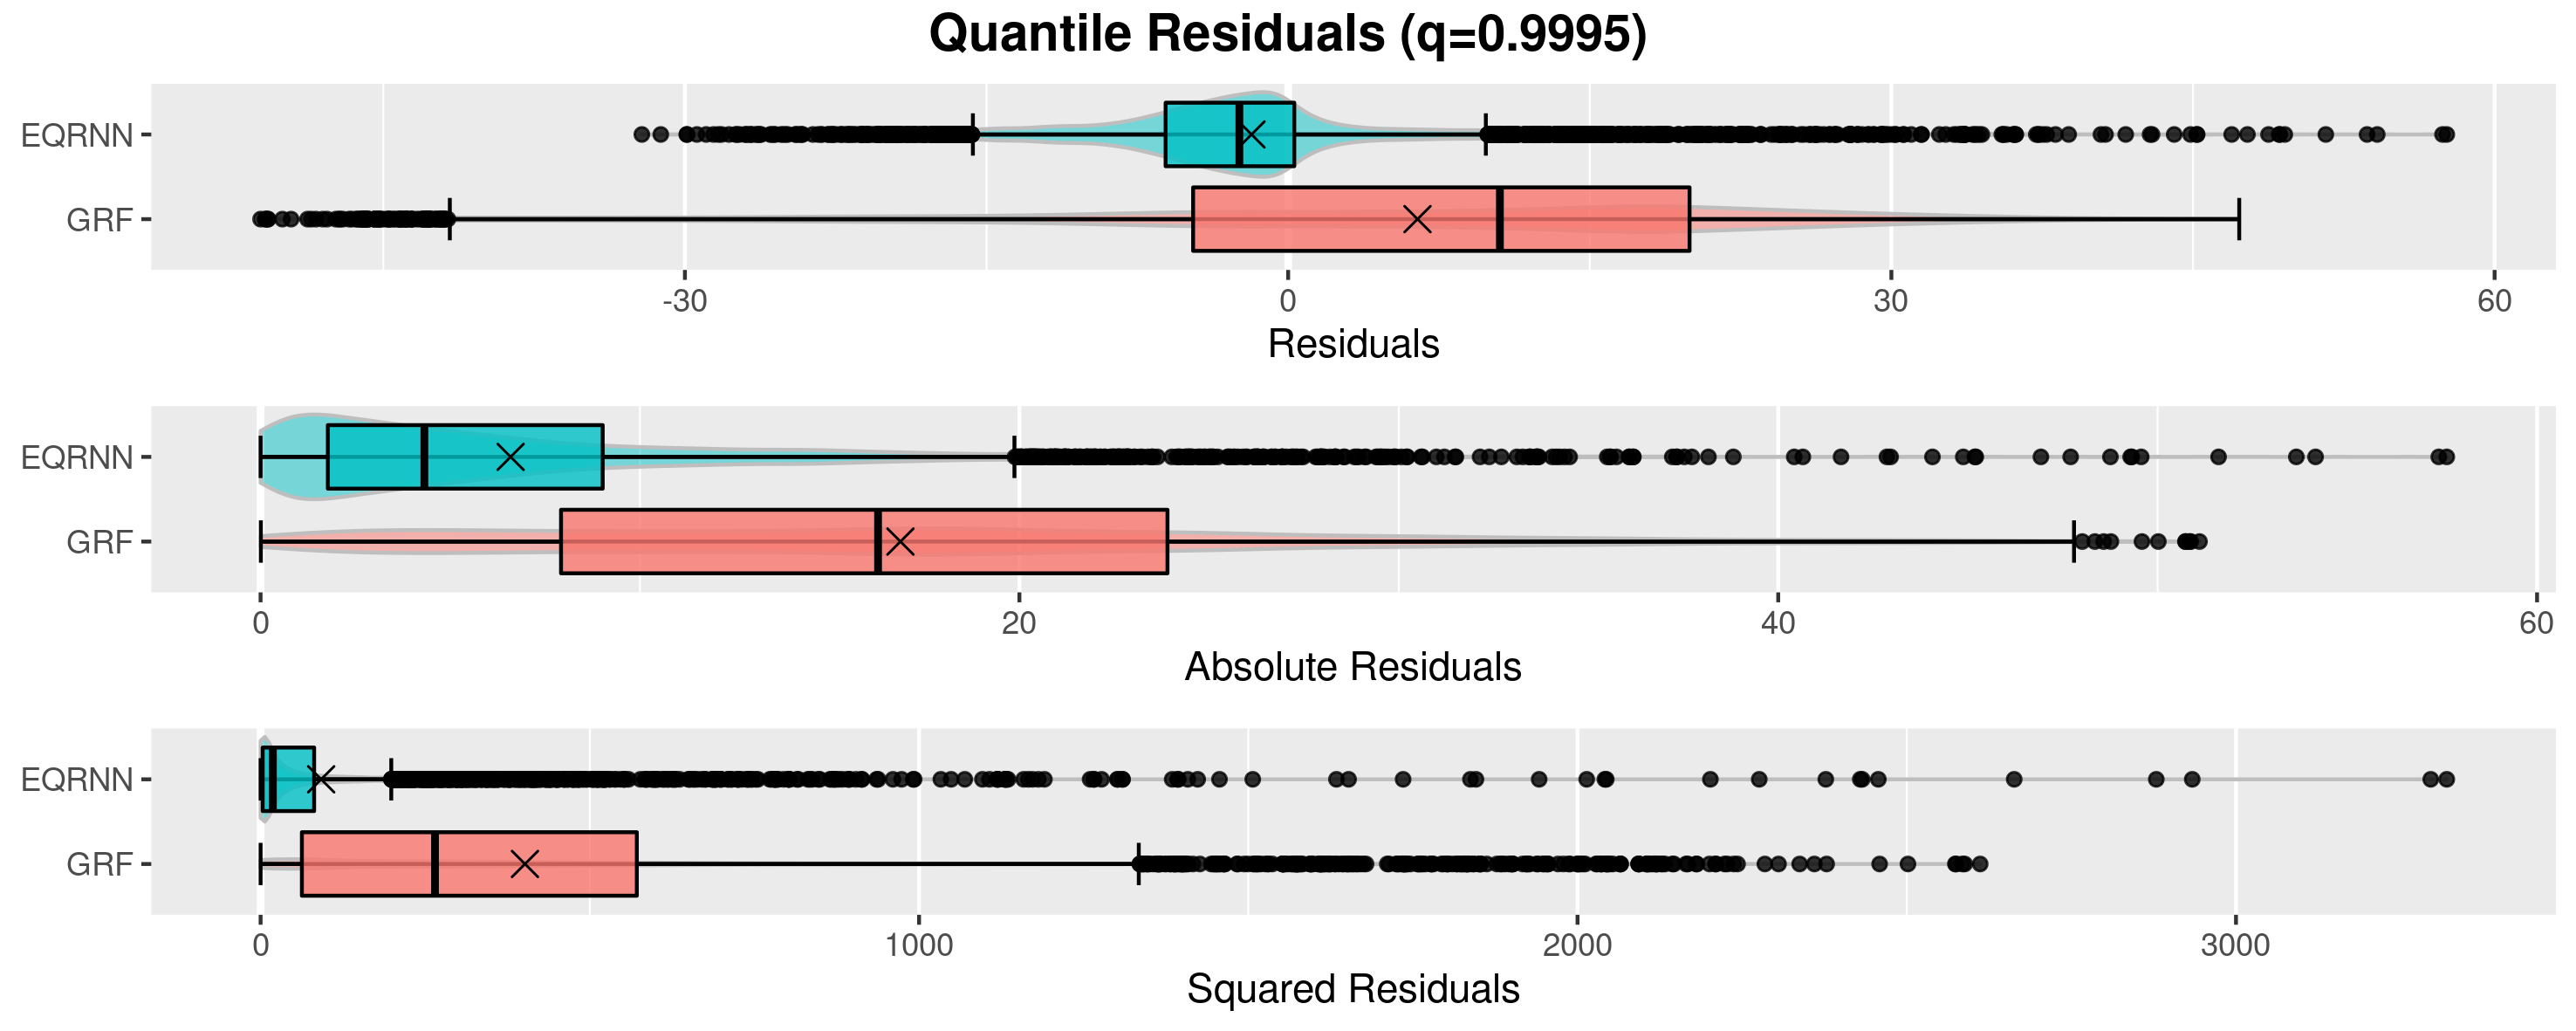 Quantile Residuals (q=0.9995)
EQRNN
GRF
-30 0 30 60
Residuals
EQRNN
GRF
0 20 40 60
Absolute Residuals
EQRNN
GRF
0 1000 2000 3000
Squared Residuals